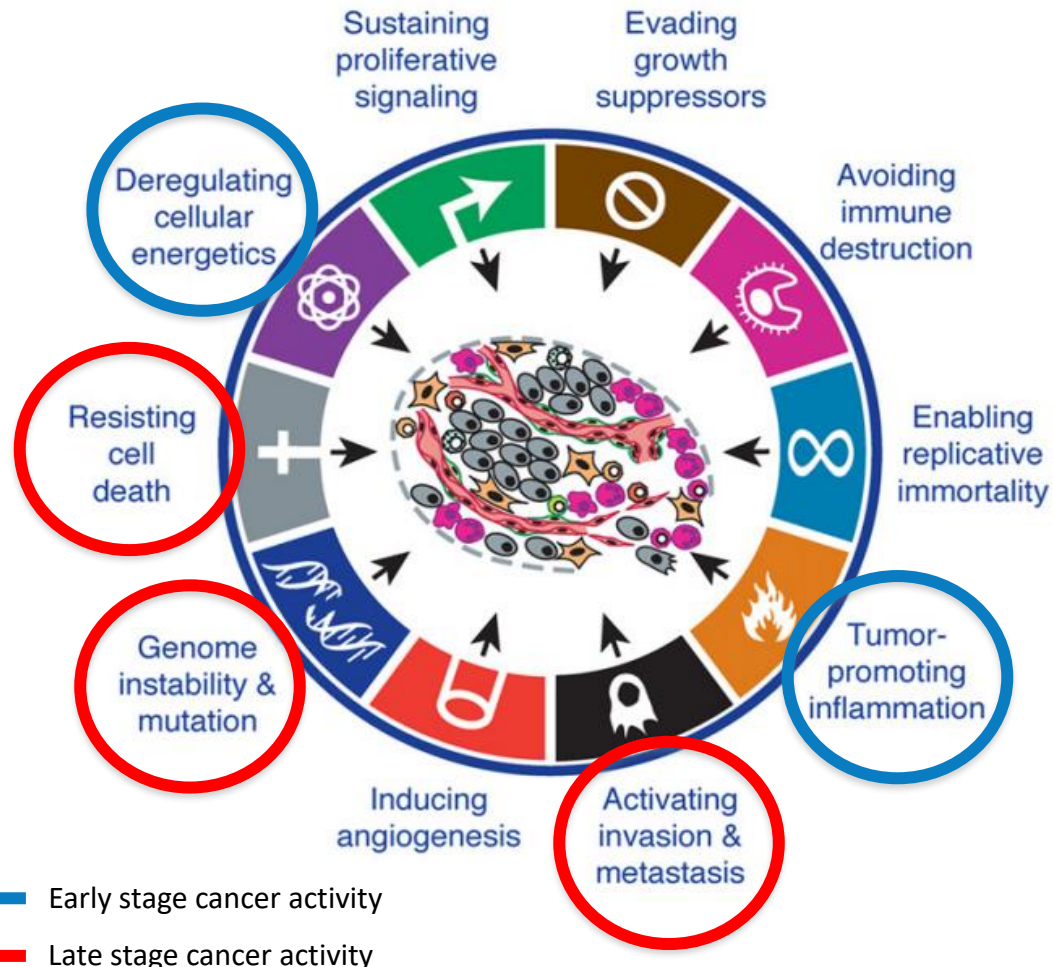 Sustaining
proliferative
signaling
Evading
growth
suppressors
Deregulating
cellular
energetics
Avoiding
immune
destruction
Resisting
cell
death
Enabling
replicative
immortality
Genome
instability &
mutation
Tumor-
promoting
inflammation
Inducing
angiogenesis
Activating
invasion &
metastasis
Early stage cancer activity
Late stage cancer activity